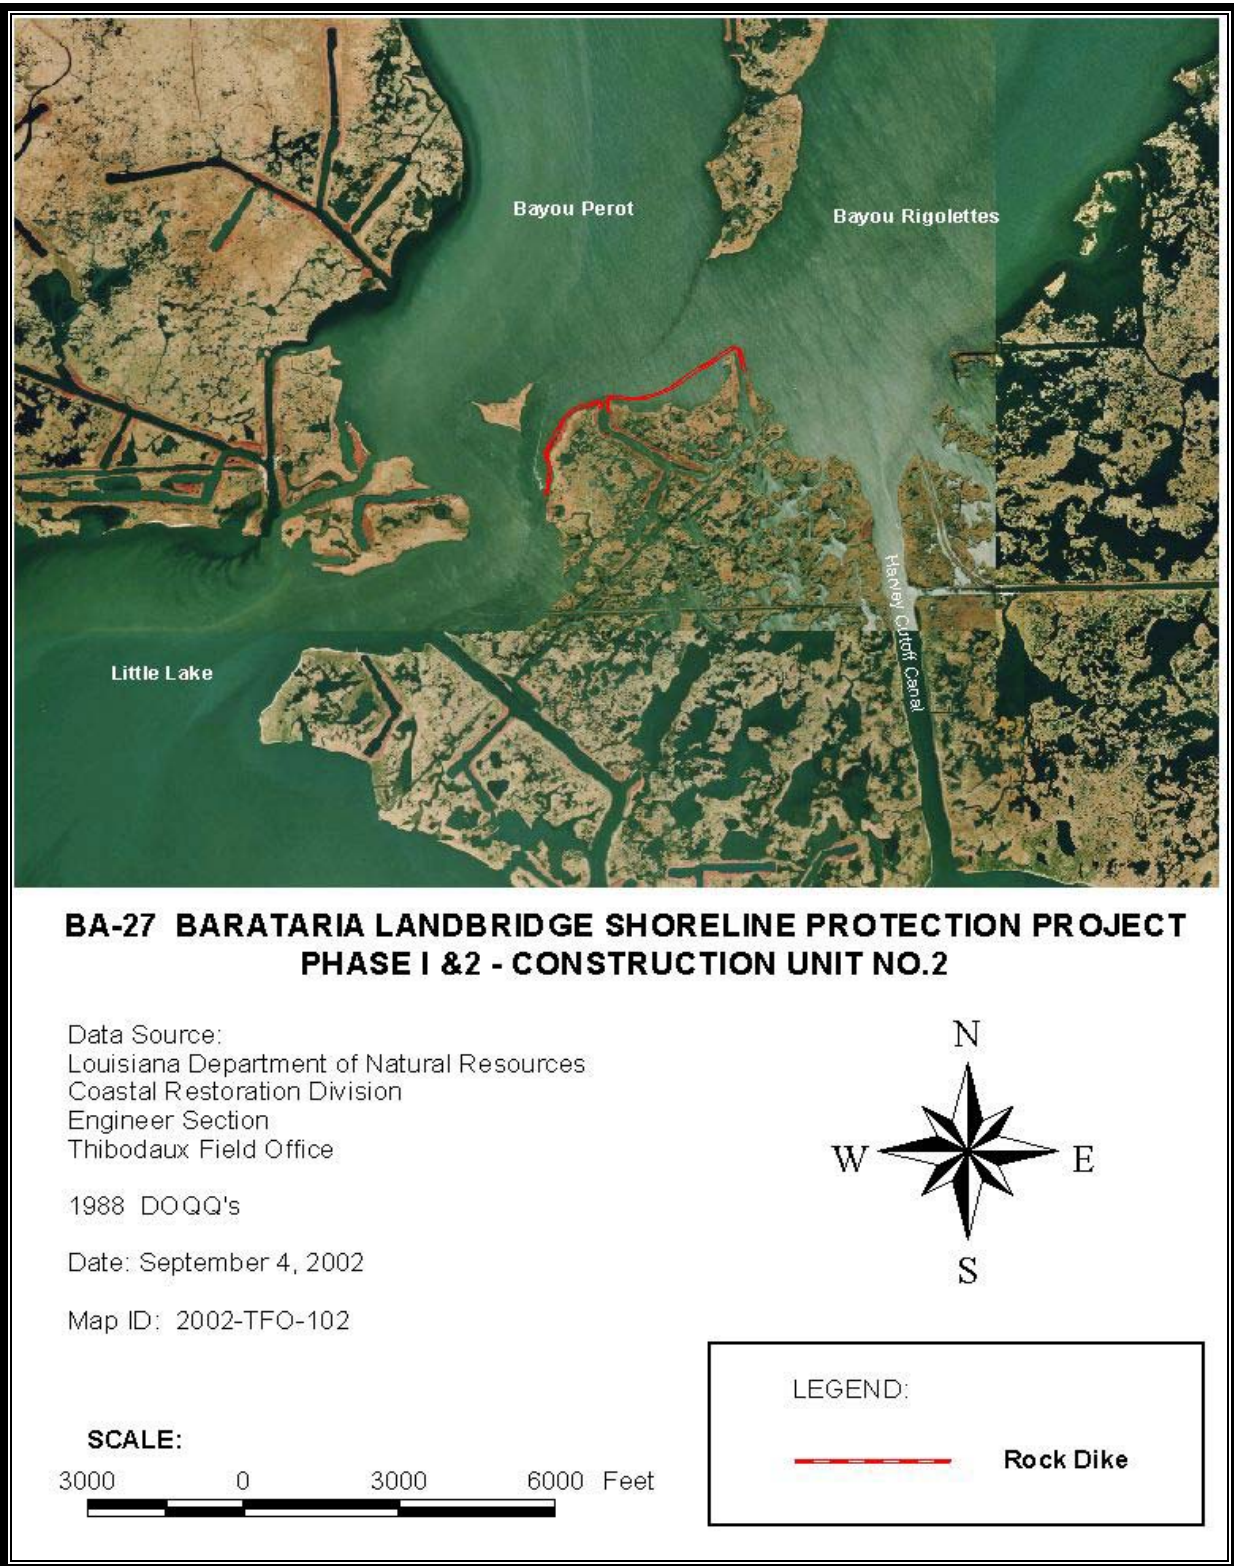 Bayou Perot
Bayou Rigolettes
Harvey Cutoff Canal
Little Lake
BA-27 BARATARIA LANDBRIDGE SHORELINE PROTECTION PROJECT
PHASE I &2 - CONSTRUCTION UNIT NO.2
Data Source:
Louisiana Department of Natural Resources
Coastal Restoration Division
Engineer Section
Thibodaux Field Office
1988 DOQQ's
Date: September 4, 2002
Map ID: 2002-TFO-102
N
W
E
S
LEGEND:
Rock Dike
SCALE:
3000 0 3000 6000 Feet